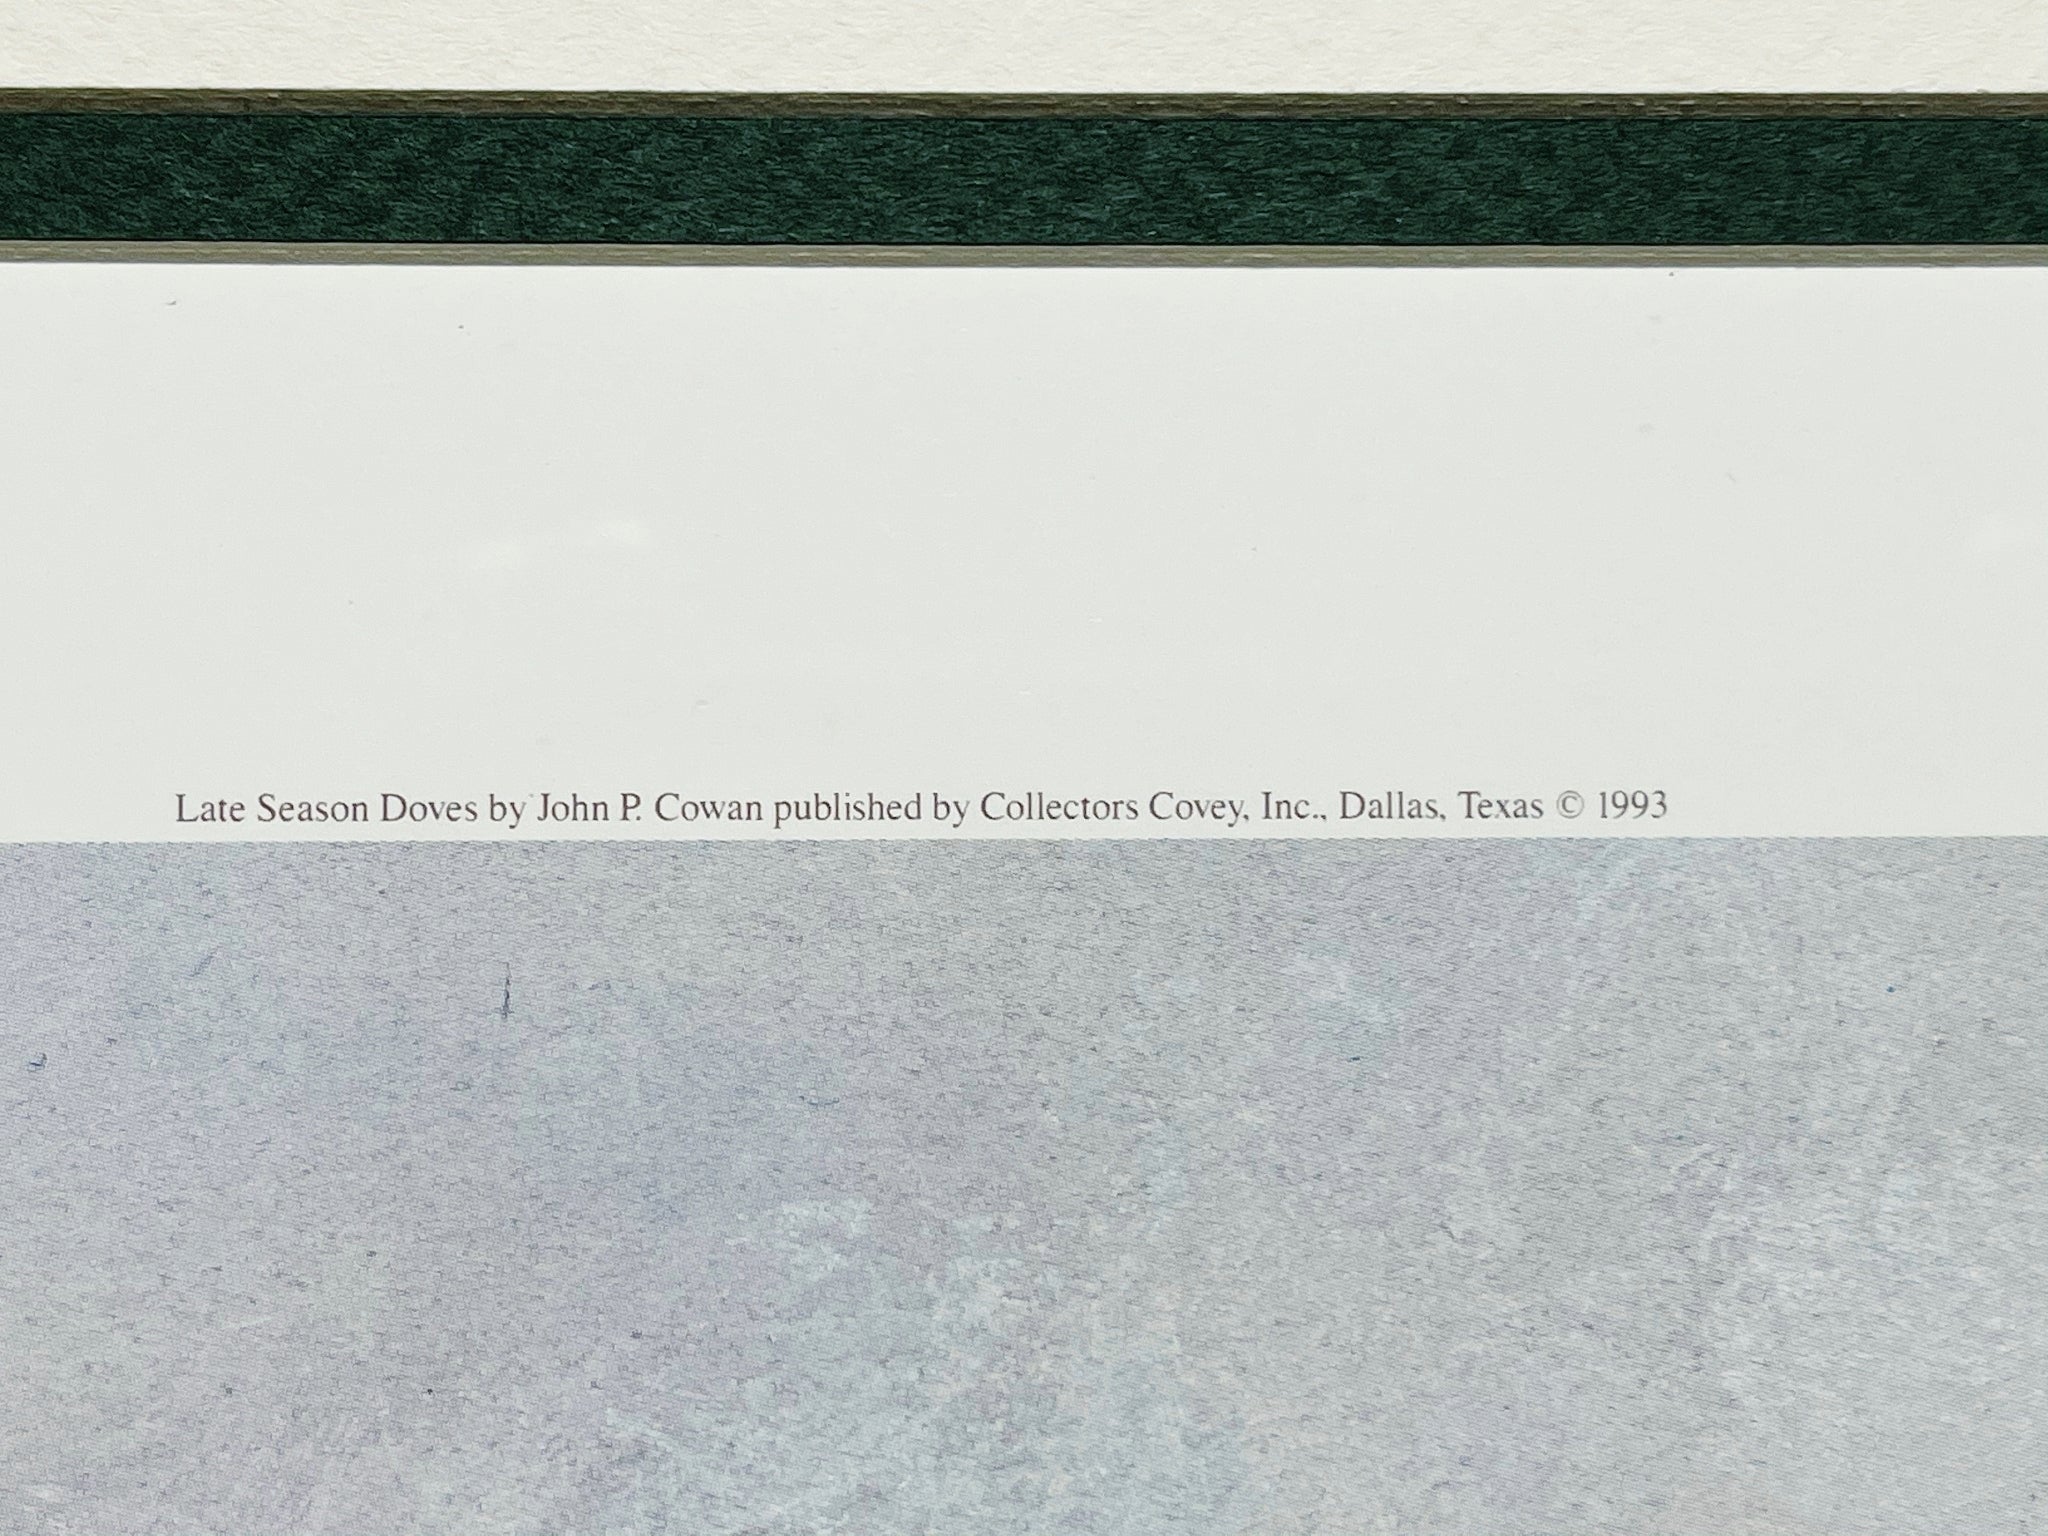 Late Season Doves by John P. Cowan published by Collectors Covey, Inc., Dallas, Texas © 1993